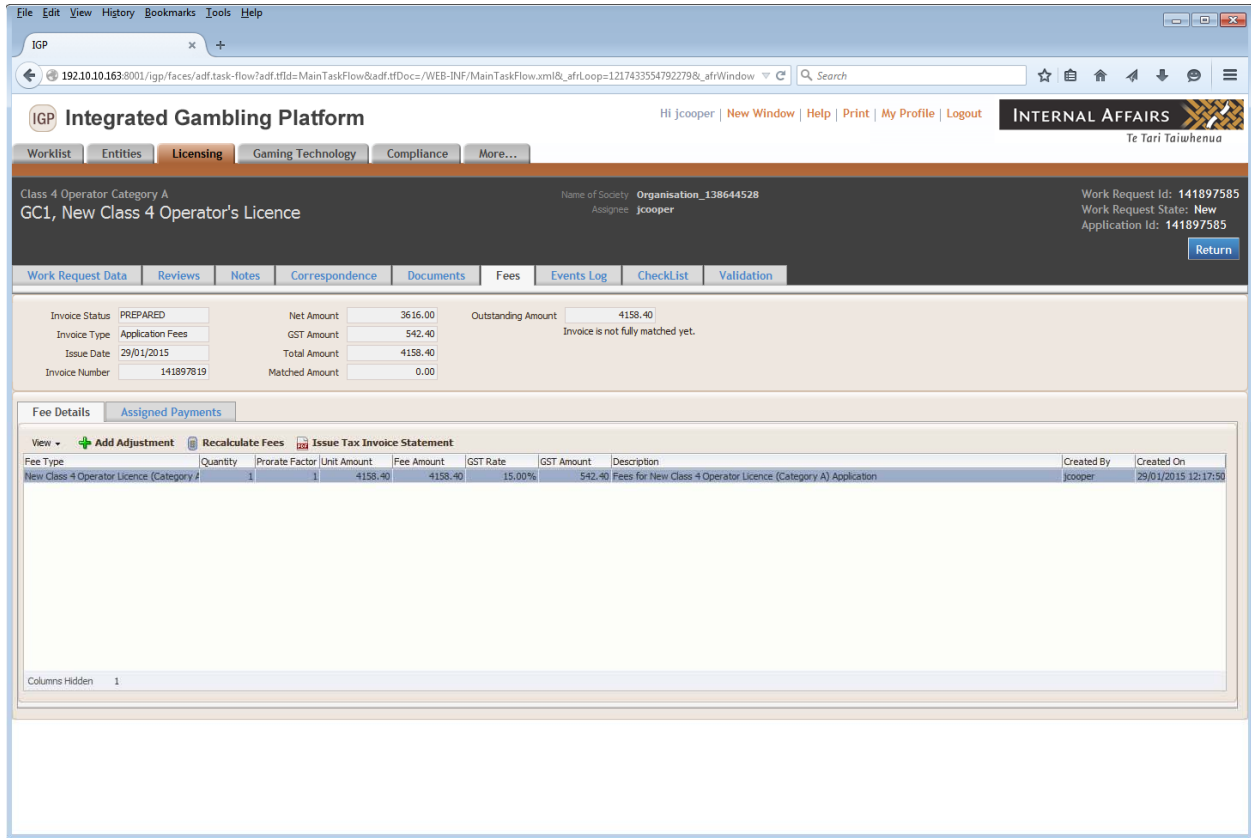 File Edit View History Bookmarks Tools Help
IGP
192.10.10.163:8001/igp/faces/adf.task-flow?adf.tfId=MainTaskFlow&adf.tfDoc=/WEB-INF/MainTaskFlow.xml&_afrLoop=1217433554792279&_afrWindow Search
IGP Integrated Gambling Platform Hi jcooper | New Window | Help | Print | My Profile | Logout INTERNAL AFFAIRS
Te Tari Taiwhenua
Worklist Entities Licensing Gaming Technology Compliance More...
Class 4 Operator Category A Name of Society Organisation_138644528 Work Request Id: 141897585
GC1, New Class 4 Operator's Licence Assignee jcooper Work Request State: New
Application Id: 141897585
Return
Work Request Data Reviews Notes Correspondence Documents Fees Events Log CheckList Validation
Invoice Status PREPARED Net Amount 3616.00 Outstanding Amount 4158.40
Invoice Type Application Fees GST Amount 542.40 Invoice is not fully matched yet.
Issue Date 29/01/2015 Total Amount 4158.40
Invoice Number 141897819 Matched Amount 0.00
Fee Details Assigned Payments
View Add Adjustment Recalculate Fees Issue Tax Invoice Statement
Fee Type Quantity Prorate Factor Unit Amount Fee Amount GST Rate GST Amount Description Created By Created On
New Class 4 Operator Licence (Category A 1 1 4158.40 4158.40 15.00% 542.40 Fees for New Class 4 Operator Licence (Category A) Application jcooper 29/01/2015 12:17:50
Columns Hidden 1